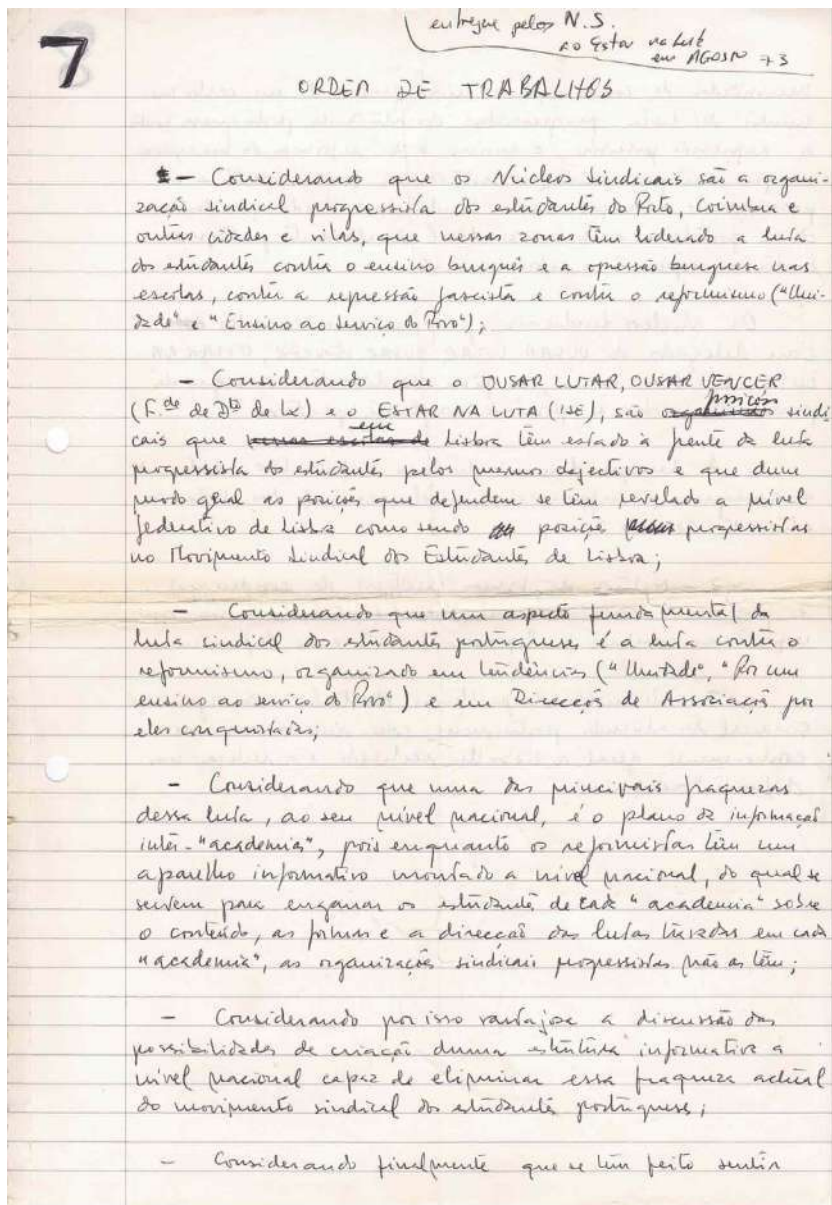 entregue pelos N.S.
ao Estar na Luta
em AGOSTO 73
7
ORDEM DE TRABALHOS
- Considerando que os Núcleos Sindicais são a organi-
zação sindical progressista dos estudantes do Porto, Coimbra e
outras cidades e vilas, que nessas zonas têm liderado a luta
dos estudantes contra o ensino burguês e a opressão burguesa nas
escolas, contra a repressão fascista e contra o reformismo ("Uni-
dade" e "Ensino ao serviço do Povo");
- Considerando que o OUSAR LUTAR, OUSAR VENCER
(F.de de Dto de Lx) e o ESTAR NA LUTA (ISE), são posições sindi
cais que em Lisboa têm estado à frente da luta
progressista dos estudantes pelos mesmos objectivos e que dum
modo geral as posições que defendem se têm revelado a nível
federativo de Lisboa como sendo posições progressistas
no Movimento Sindical dos Estudantes de Lisboa;
- Considerando que um aspecto fundamental da
luta sindical dos estudantes portugueses é a luta contra o
reformismo, organizado em tendências ("Unidade", "Por um
ensino ao serviço do Povo") e em Direcções de Associação por
eles conquistadas;
- Considerando que uma das principais fraquezas
dessa luta, ao seu nível nacional, é o plano da informação
inter-"academia", pois enquanto os reformistas têm um
aparelho informativo montado a nível nacional, do qual se
servem para enganar os estudantes de cada "academia" sobre
o conteúdo, as formas e a direcção das lutas travadas em cada
"academia", as organizações sindicais progressistas não as têm;
- Considerando por isso vantajosa a discussão das
possibilidades de criação duma estrutura informativa a
nível nacional capaz de eliminar essa fraqueza actual
do movimento sindical dos estudantes portugueses;
- Considerando finalmente que se têm feito sentir